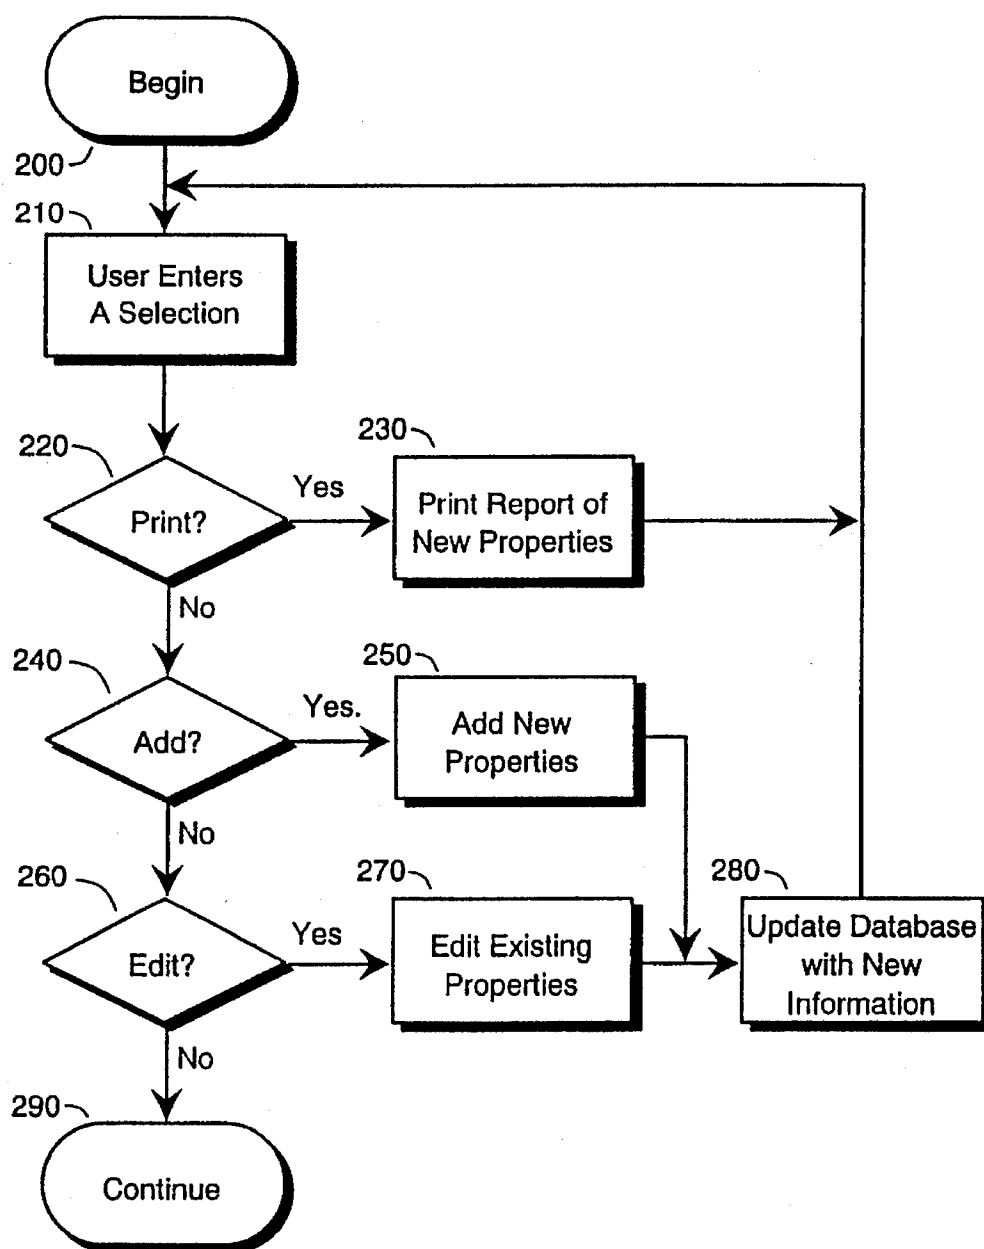 Begin
200
210
User Enters
A Selection
220
Print?
Yes
230
Print Report of
New Properties
No
240
Add?
Yes.
250
Add New
Properties
No
260
Edit?
Yes
270
Edit Existing
Properties
280
Update Database
with New
Information
No
290
Continue